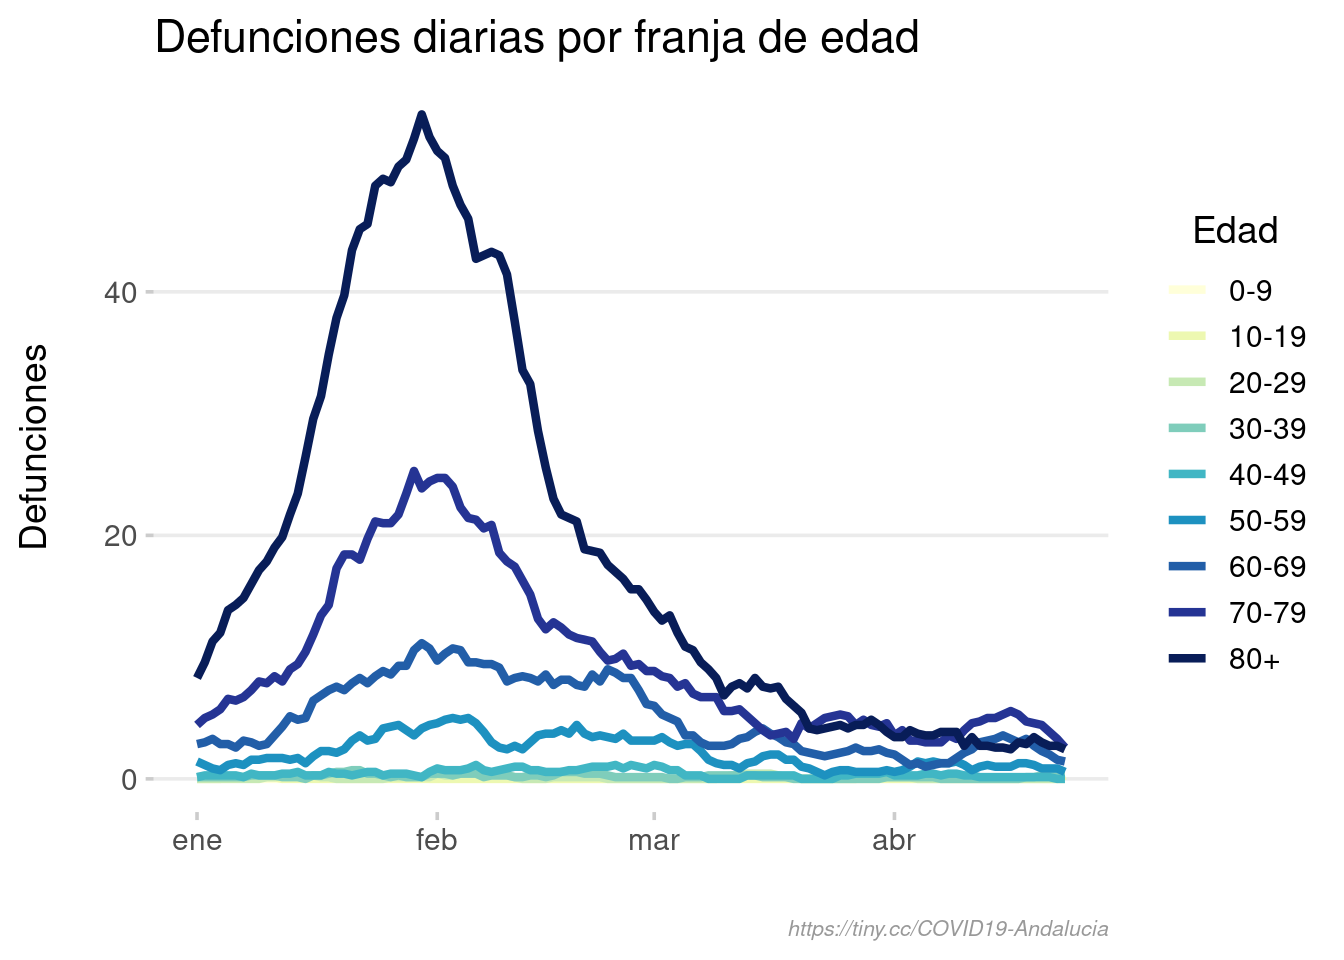 Defunciones diarias por franja de edad
Defunciones
40
20
0
ene
feb
mar
abr
Edad
0-9
10-19
20-29
30-39
40-49
50-59
60-69
70-79
80+
https://tiny.cc/COVID19-Andalucia